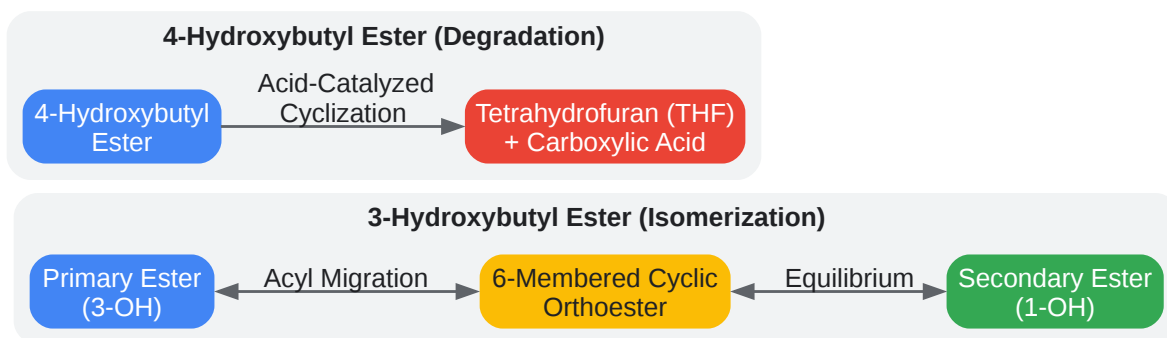 4-Hydroxybutyl Ester (Degradation)
Acid-Catalyzed
Cyclization
4-Hydroxybutyl
Ester
Tetrahydrofuran (THF)
+ Carboxylic Acid
3-Hydroxybutyl Ester (Isomerization)
Primary Ester
(3-OH)
Acyl Migration
6-Membered Cyclic
Orthoester
Equilibrium
Secondary Ester
(1-OH)